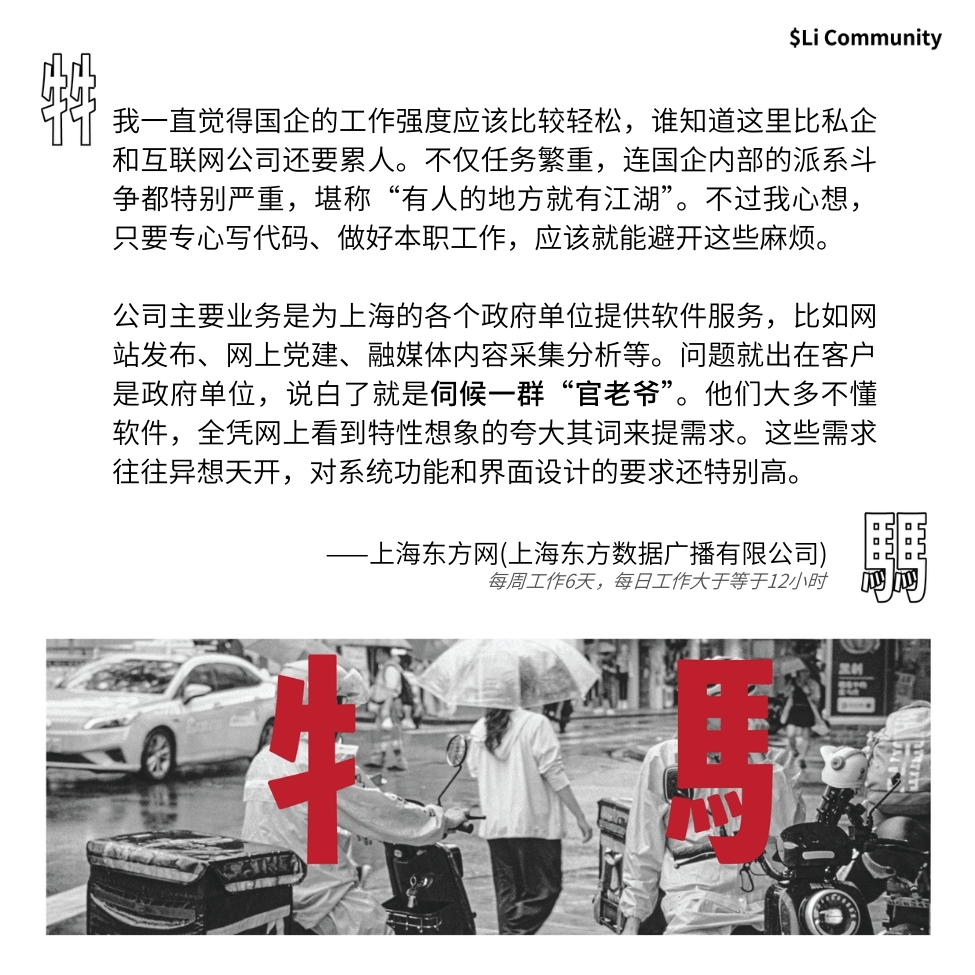 $Li Community
牜牜
我一直觉得国企的工作强度应该比较轻松，谁知道这里比私企
和互联网公司还要累人。不仅任务繁重，连国企内部的派系斗
争都特别严重，堪称“有人的地方就有江湖”。不过我心想，
只要专心写代码、做好本职工作，应该就能避开这些麻烦。
公司主要业务是为上海的各个政府单位提供软件服务，比如网
站发布、网上党建、融媒体内容采集分析等。问题就出在客户
是政府单位，说白了就是伺候一群“官老爷”。他们大多不懂
软件，全凭网上看到特性想象的夸大其词来提需求。这些需求
往往异想天开，对系统功能和界面设计的要求还特别高。
——上海东方网(上海东方数据广播有限公司)
每周工作6天，每日工作大于等于12小时
馬馬
牜 馬